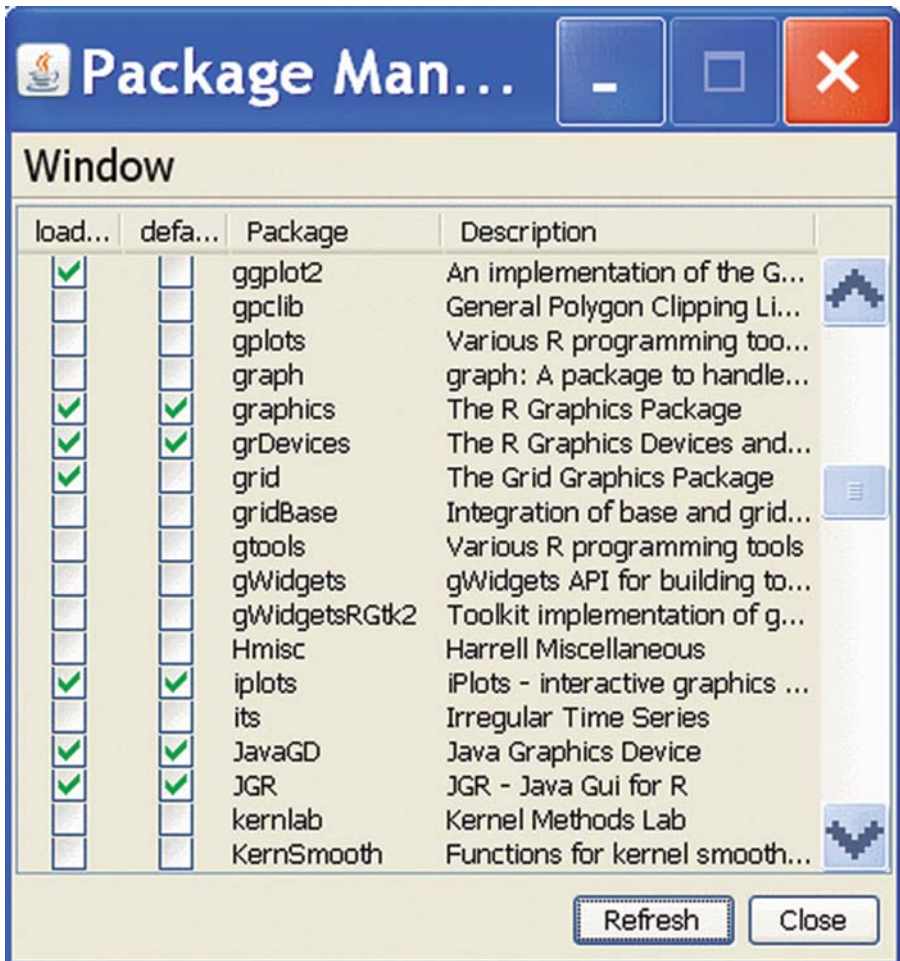 Package Man...
Window
load... defa... Package Description
ggplot2 An implementation of the G...
gpclib General Polygon Clipping Li...
gplots Various R programming too...
graph graph: A package to handle...
graphics The R Graphics Package
grDevices The R Graphics Devices and...
grid The Grid Graphics Package
gridBase Integration of base and grid...
gtools Various R programming tools
gWidgets gWidgets API for building to...
gWidgetsRGtk2 Toolkit implementation of g...
Hmisc Harrell Miscellaneous
iplots iPlots - interactive graphics ...
its Irregular Time Series
JavaGD Java Graphics Device
JGR JGR - Java Gui for R
kernlab Kernel Methods Lab
KernSmooth Functions for kernel smooth...
Refresh Close